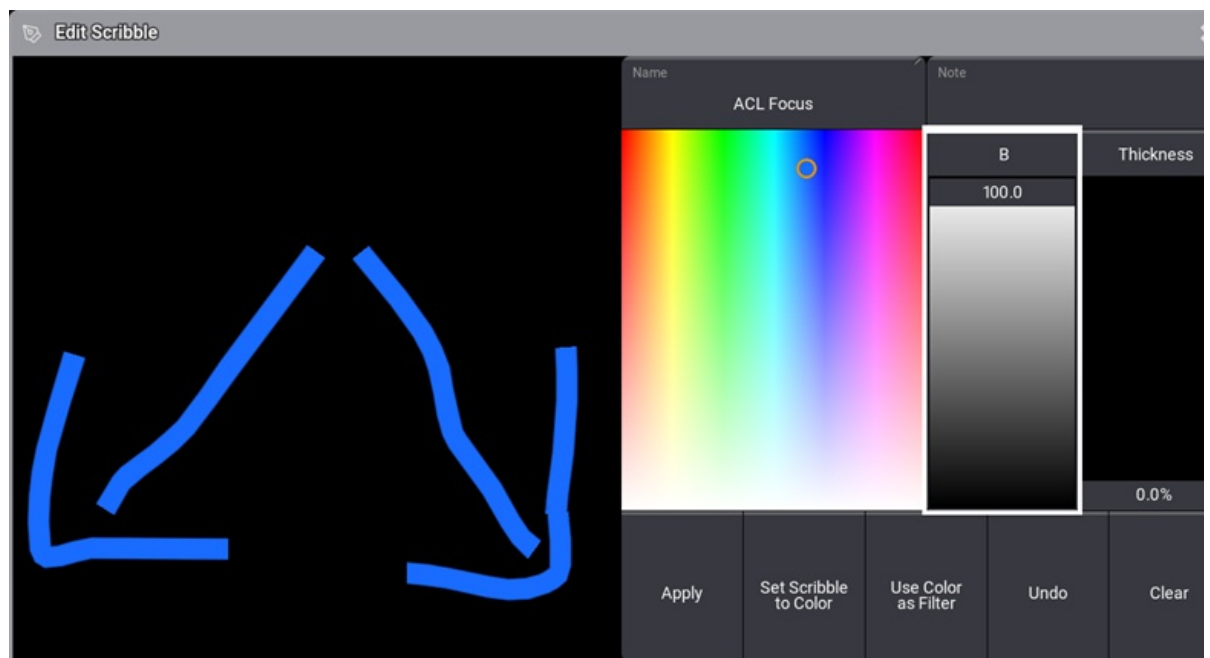 Edit Scribble
Name
Note
ACL Focus
B
Thickness
100.0
0.0%
Apply
Set Scribble
to Color
Use Color
as Filter
Undo
Clear